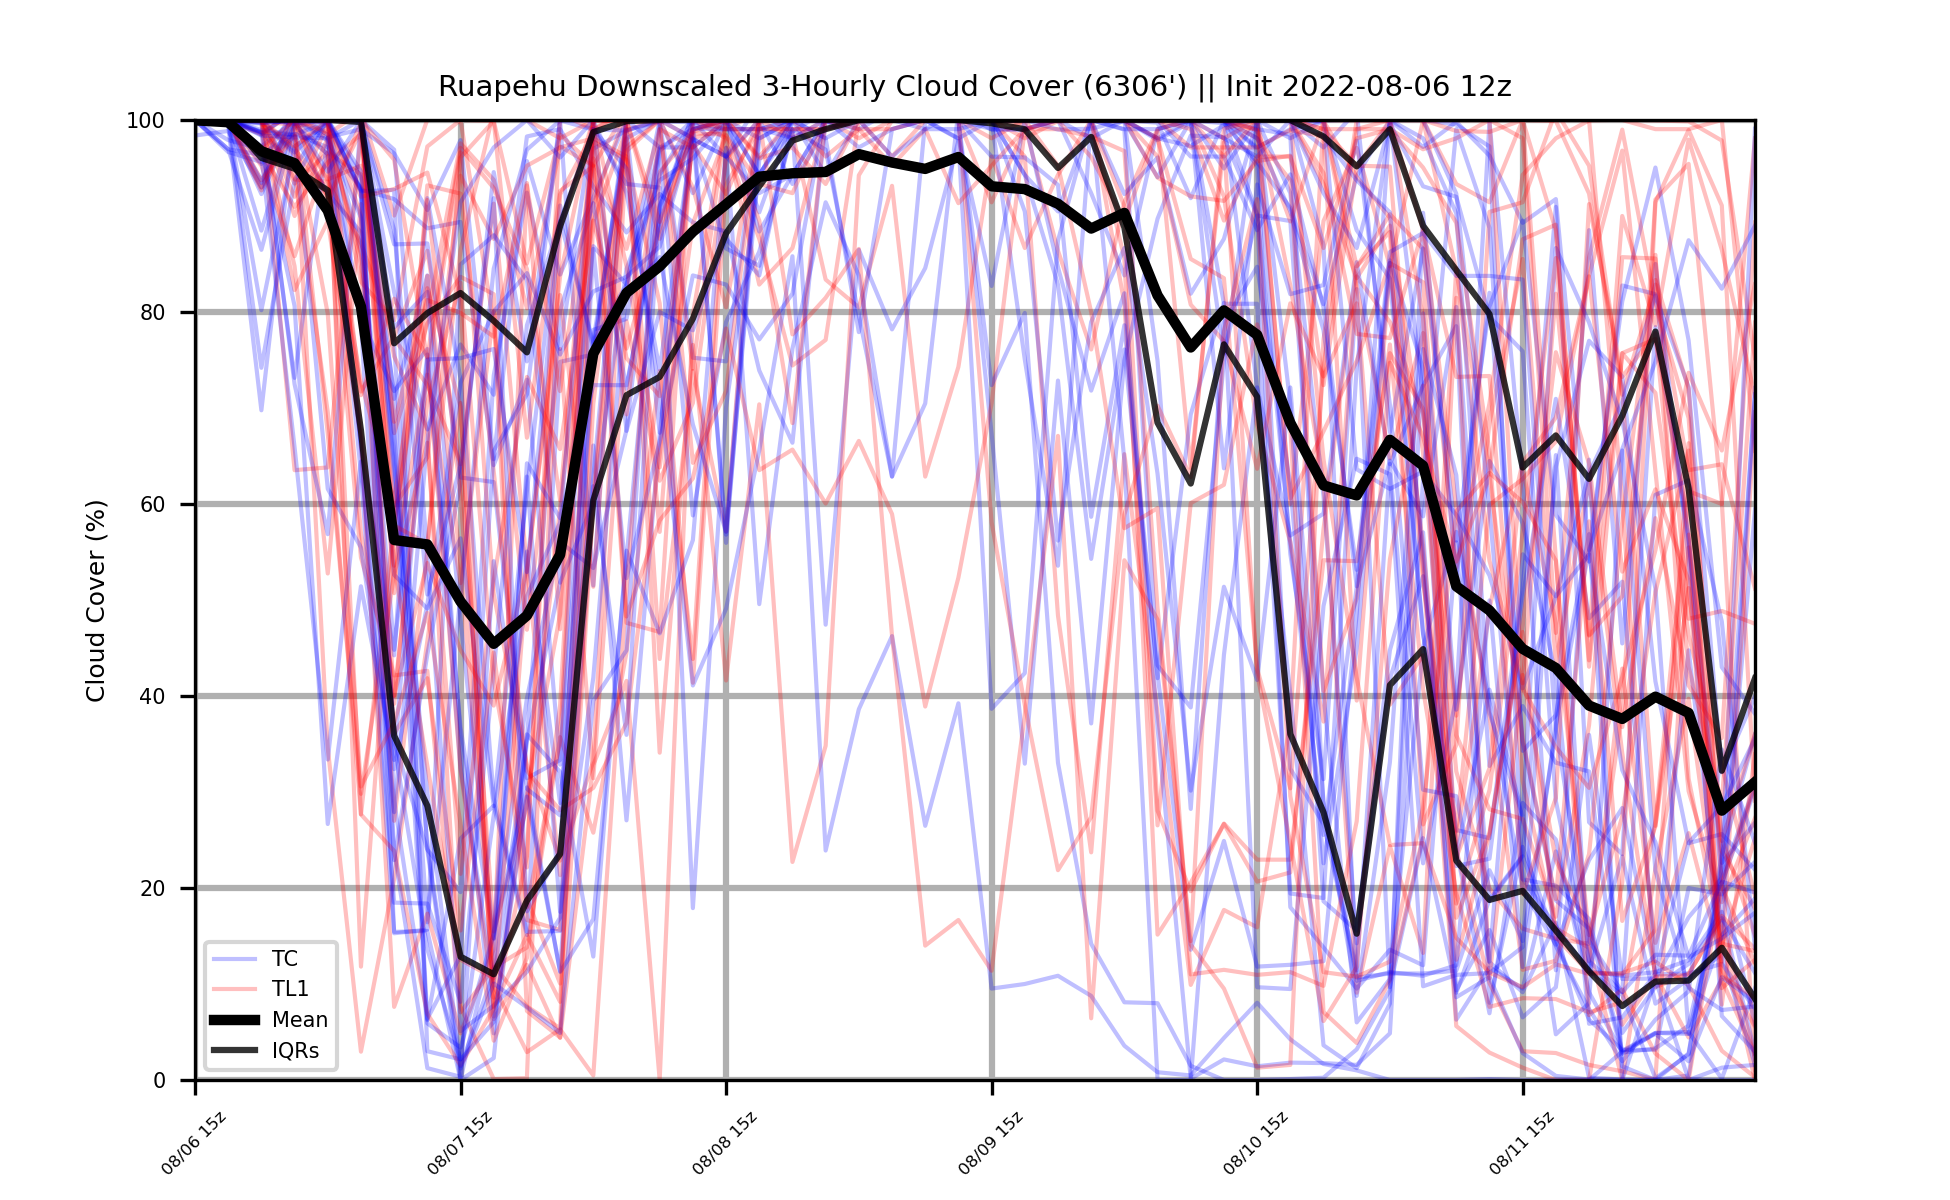 Ruapehu Downscaled 3-Hourly Cloud Cover (6306') || Init 2022-08-06 12z
Cloud Cover (%)
100
80
60
40
20
0
TC
TL1
Mean
IQRs
08/06 15z
08/07 15z
08/08 15z
08/09 15z
08/10 15z
08/11 15z